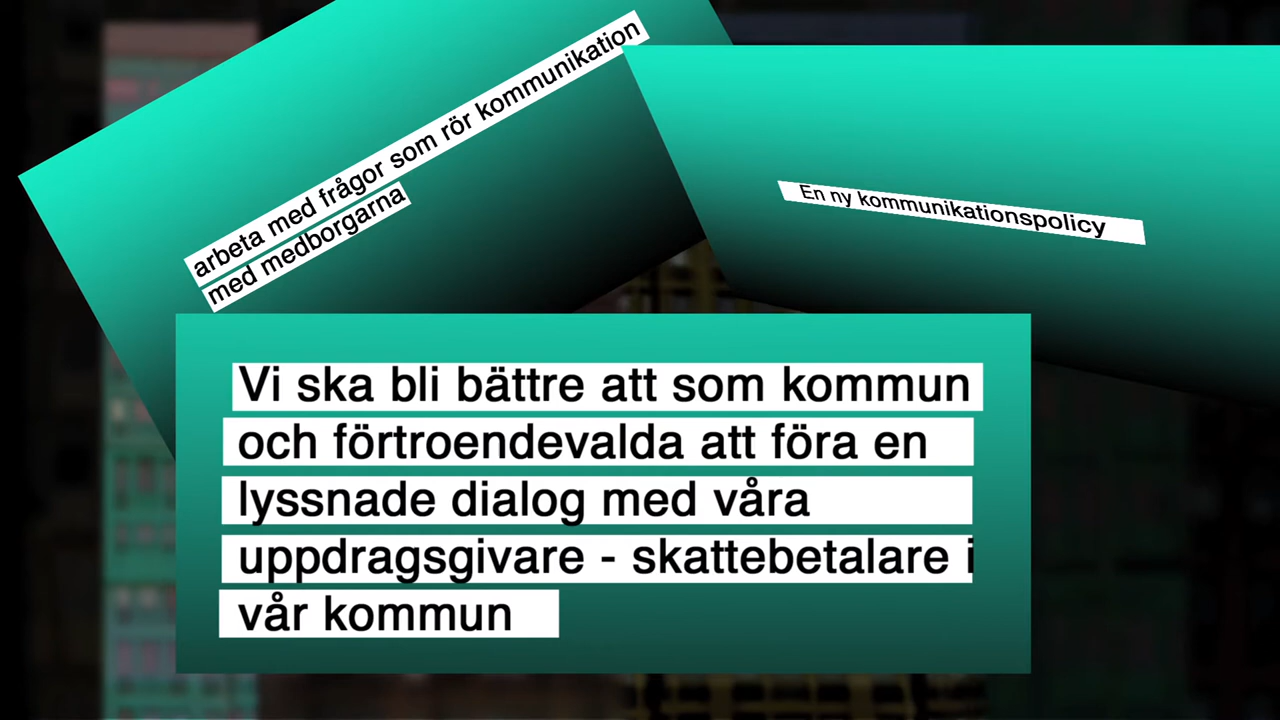 arbeta med frågor som rör kommunikation
med medborgarna
En ny kommunikationspolicy
Vi ska bli bättre att som kommun
och förtroendevalda att föra en
lyssnade dialog med våra
uppdragsgivare - skattebetalare i
vår kommun